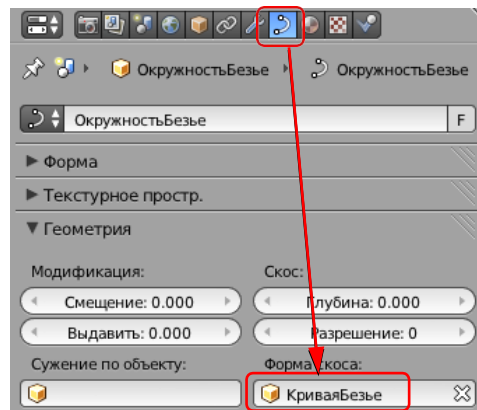 ОкружностьБезье ОкружностьБезье
ОкружностьБезье F
Форма
Текстурное простр.
Геометрия
Модификация: Скос:
Смещение: 0.000 Глубина: 0.000
Выдавить: 0.000 Разрешение: 0
Сужение по объекту: Форма скоса:
КриваяБезье